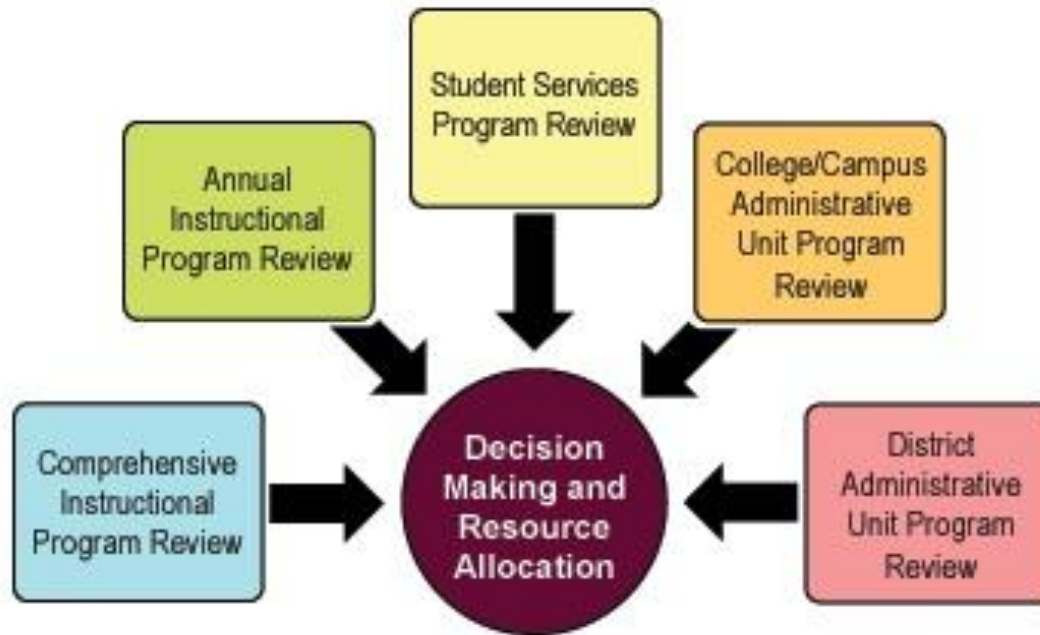 Student Services
Program Review
Annual
Instructional
Program Review
College/Campus
Administrative
Unit Program
Review
Comprehensive
Instructional
Program Review
Decision
Making and
Resource
Allocation
District
Administrative
Unit Program
Review